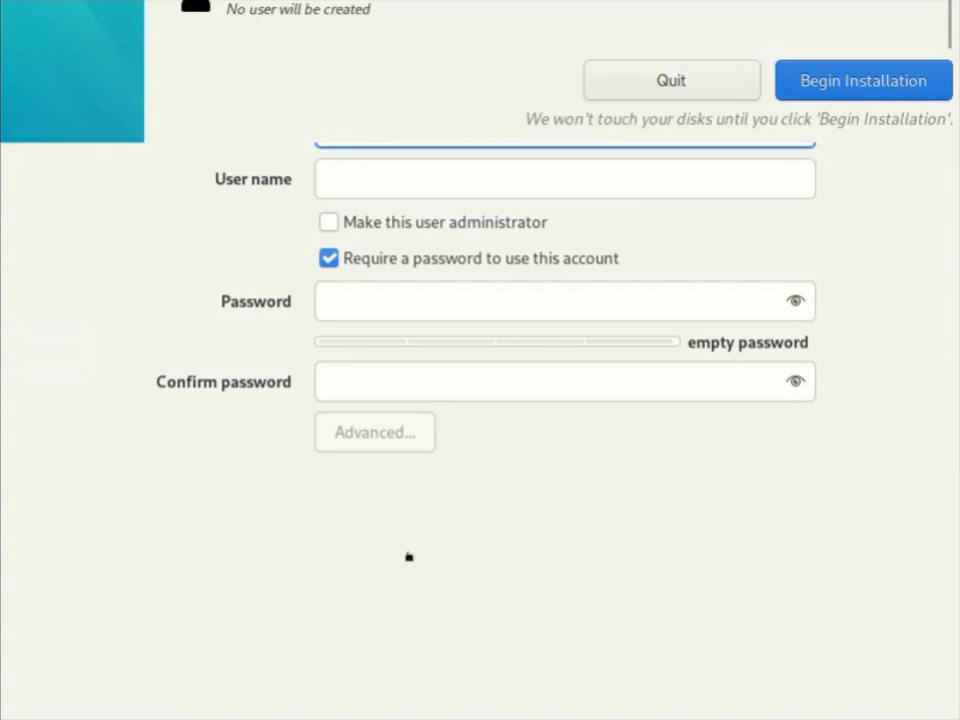 No user will be created
Quit
Begin Installation
We won't touch your disks until you click 'Begin Installation'.
User name
Make this user administrator
Require a password to use this account
Password
empty password
Confirm password
Advanced...